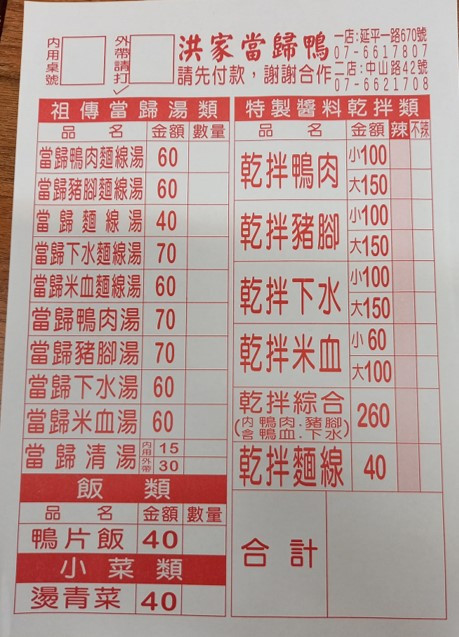 內用桌號
外帶請打✓
洪家當歸鴨
請先付款，謝謝合作
一店:延平一路670號
07-6617807
二店:中山路42號
07-6621708
祖傳當歸湯類
品名 金額 數量
當歸鴨肉麵線湯 60
當歸豬腳麵線湯 60
當歸麵線湯 40
當歸下水麵線湯 70
當歸米血麵線湯 60
當歸鴨肉湯 70
當歸豬腳湯 70
當歸下水湯 60
當歸米血湯 60
當歸清湯 內用 15 外帶 30
飯類
品名 金額 數量
鴨片飯 40
小菜類
燙青菜 40
特製醬料乾拌類
品名 金額 辣 不辣
乾拌鴨肉 小100
大150
乾拌豬腳 小100
大150
乾拌下水 小100
大150
乾拌米血 小60
大100
乾拌綜合 260
(內含 鴨肉.豬腳 鴨血.下水)
乾拌麵線 40
合計